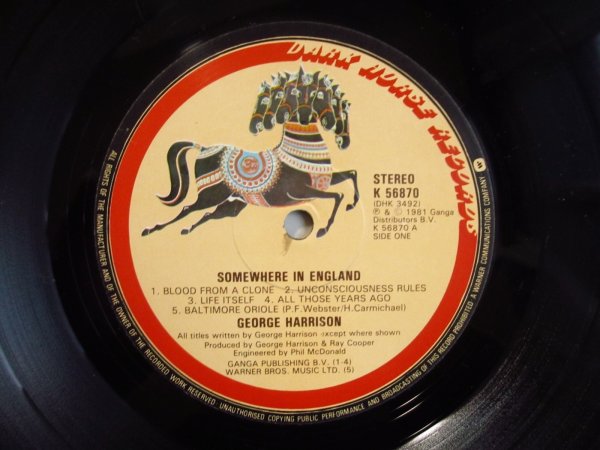 DARK HORSE RECORDS
STEREO
K 56870
(DHK 3492)
℗ & © 1981 Ganga
Distributors B.V.
K 56870 A
SIDE ONE
SOMEWHERE IN ENGLAND
1. BLOOD FROM A CLONE 2. UNCONSCIOUSNESS RULES
3. LIFE ITSELF 4. ALL THOSE YEARS AGO
5. BALTIMORE ORIOLE (P.F. Webster/H.Carmichael)
GEORGE HARRISON
All titles written by George Harrison except where shown
Produced by George Harrison & Ray Cooper
Engineered by Phil McDonald
GANGA PUBLISHING B.V. (1-4)
WARNER BROS. MUSIC LTD. (5)
ALL RIGHTS OF THE MANUFACTURER AND OF THE OWNER OF THE RECORDED WORK RESERVED UNAUTHORISED COPYING PUBLIC PERFORMANCE AND BROADCASTING OF THIS RECORD PROHIBITED A WARNER COMMUNICATIONS COMPANY